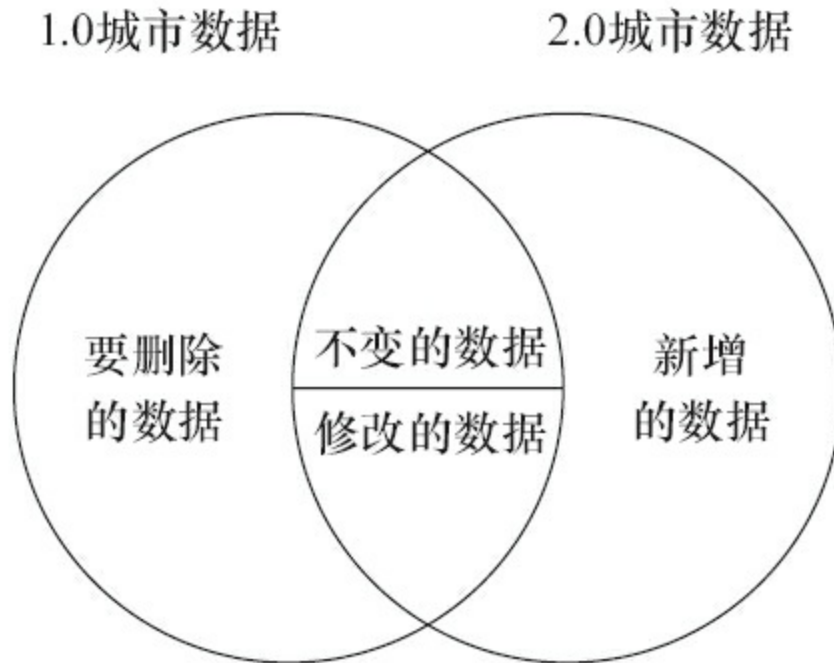 1.0城市数据
2.0城市数据
要删除
的数据
不变的数据
修改的数据
新增
的数据